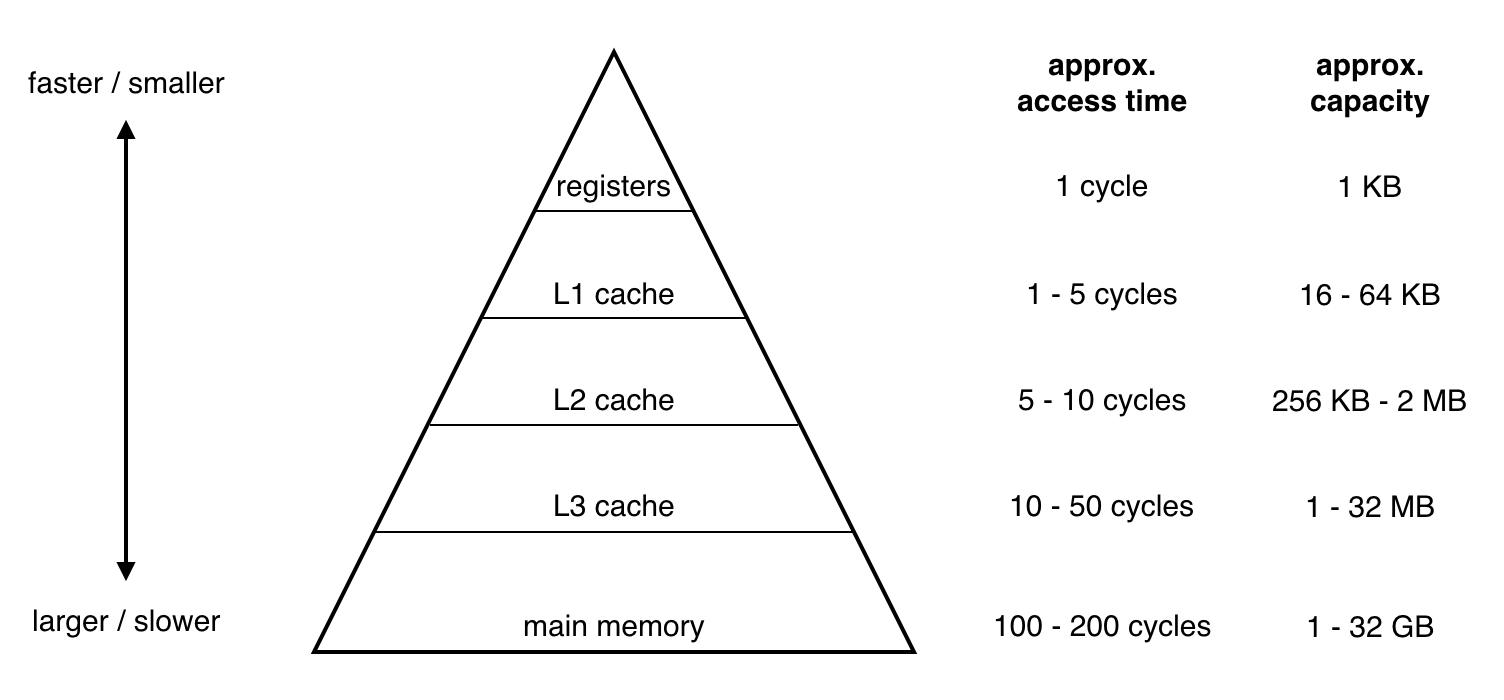 faster / smaller
approx.
access time
approx.
capacity
registers 1 cycle 1 KB
L1 cache 1 - 5 cycles 16 - 64 KB
L2 cache 5 - 10 cycles 256 KB - 2 MB
L3 cache 10 - 50 cycles 1 - 32 MB
larger / slower
main memory 100 - 200 cycles 1 - 32 GB